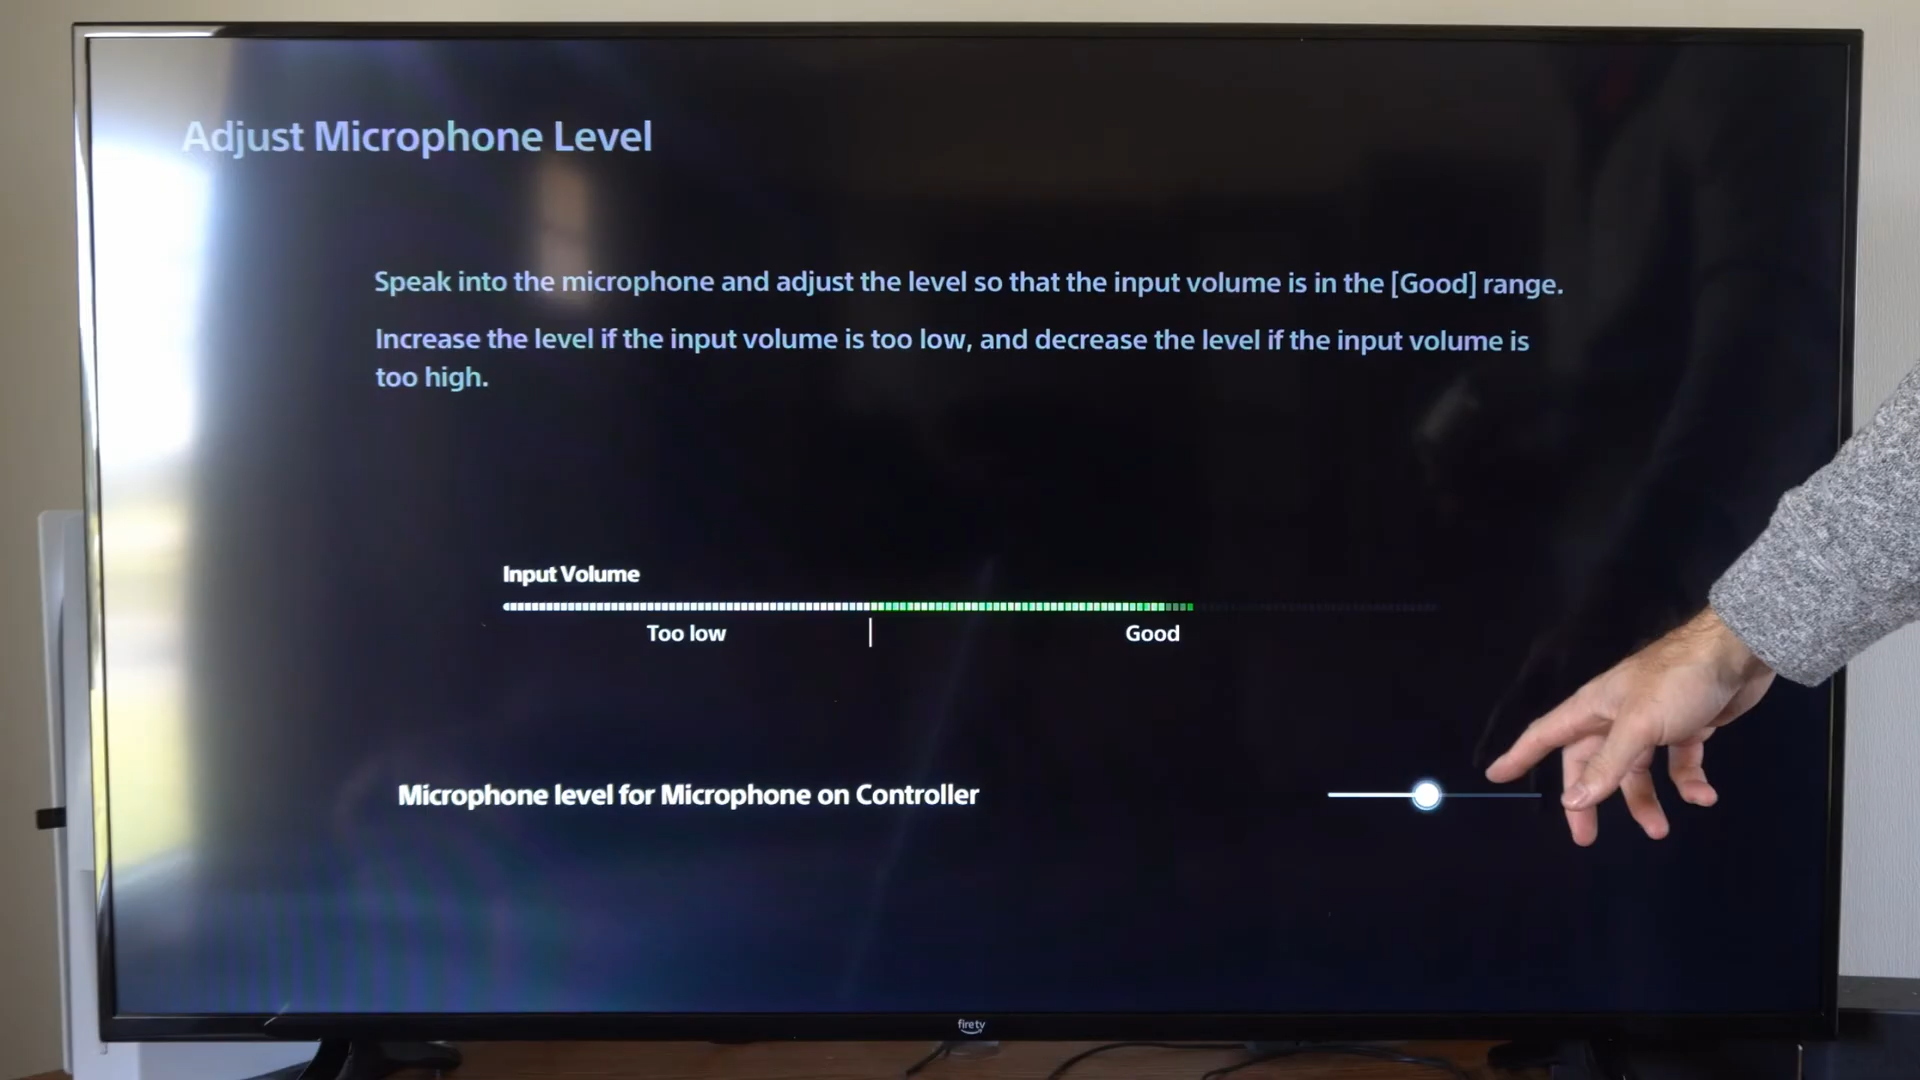 Adjust Microphone Level
Speak into the microphone and adjust the level so that the input volume is in the [Good] range.
Increase the level if the input volume is too low, and decrease the level if the input volume is
too high.
Input Volume
Too low
Good
Microphone level for Microphone on Controller
fire tv